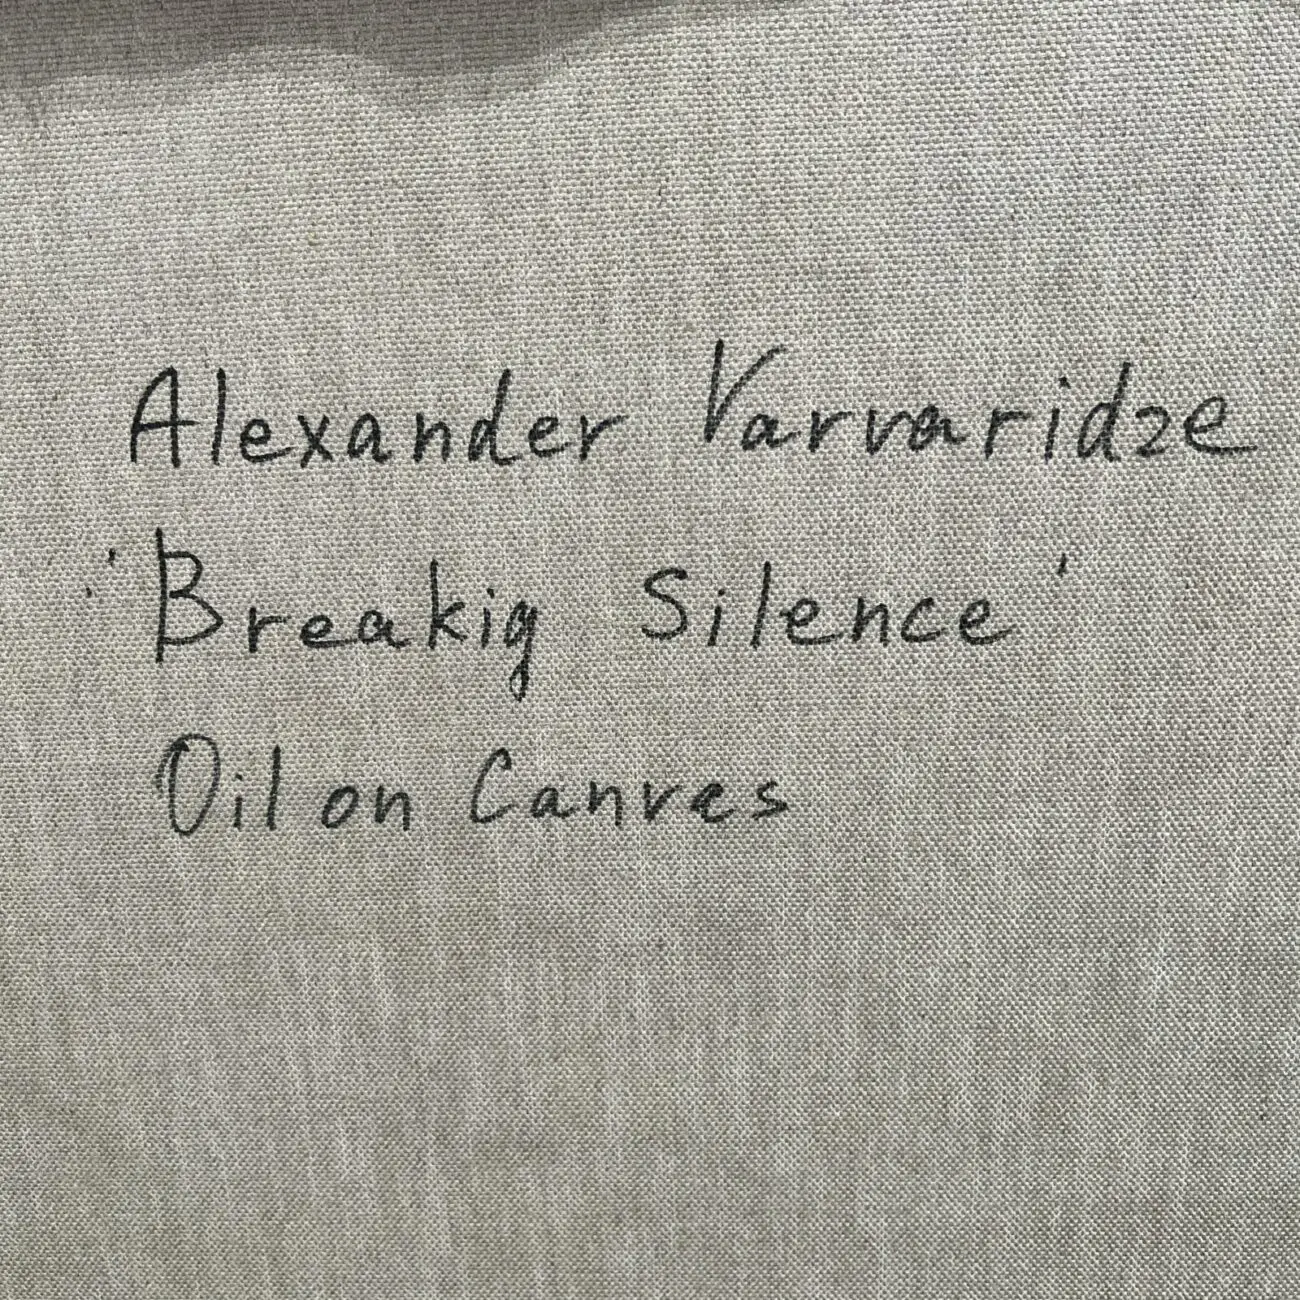 Alexander Varvaridze
'Breakig Silence'
Oil on Canves